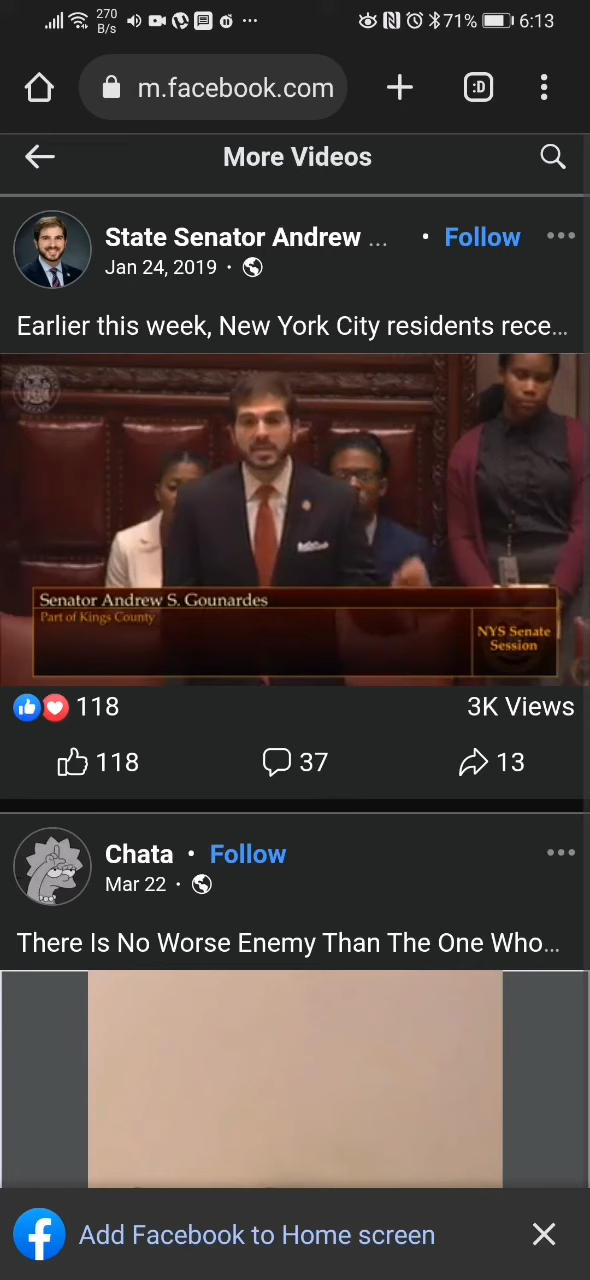 270
B/s
71%
6:13
m.facebook.com
:D
More Videos
State Senator Andrew ... · Follow
Jan 24, 2019 ·
Earlier this week, New York City residents rece...
Senator Andrew S. Gounardes
Part of Kings County
NYS Senate
Session
118
3K Views
118
37
13
Chata · Follow
Mar 22 ·
There Is No Worse Enemy Than The One Who...
Add Facebook to Home screen